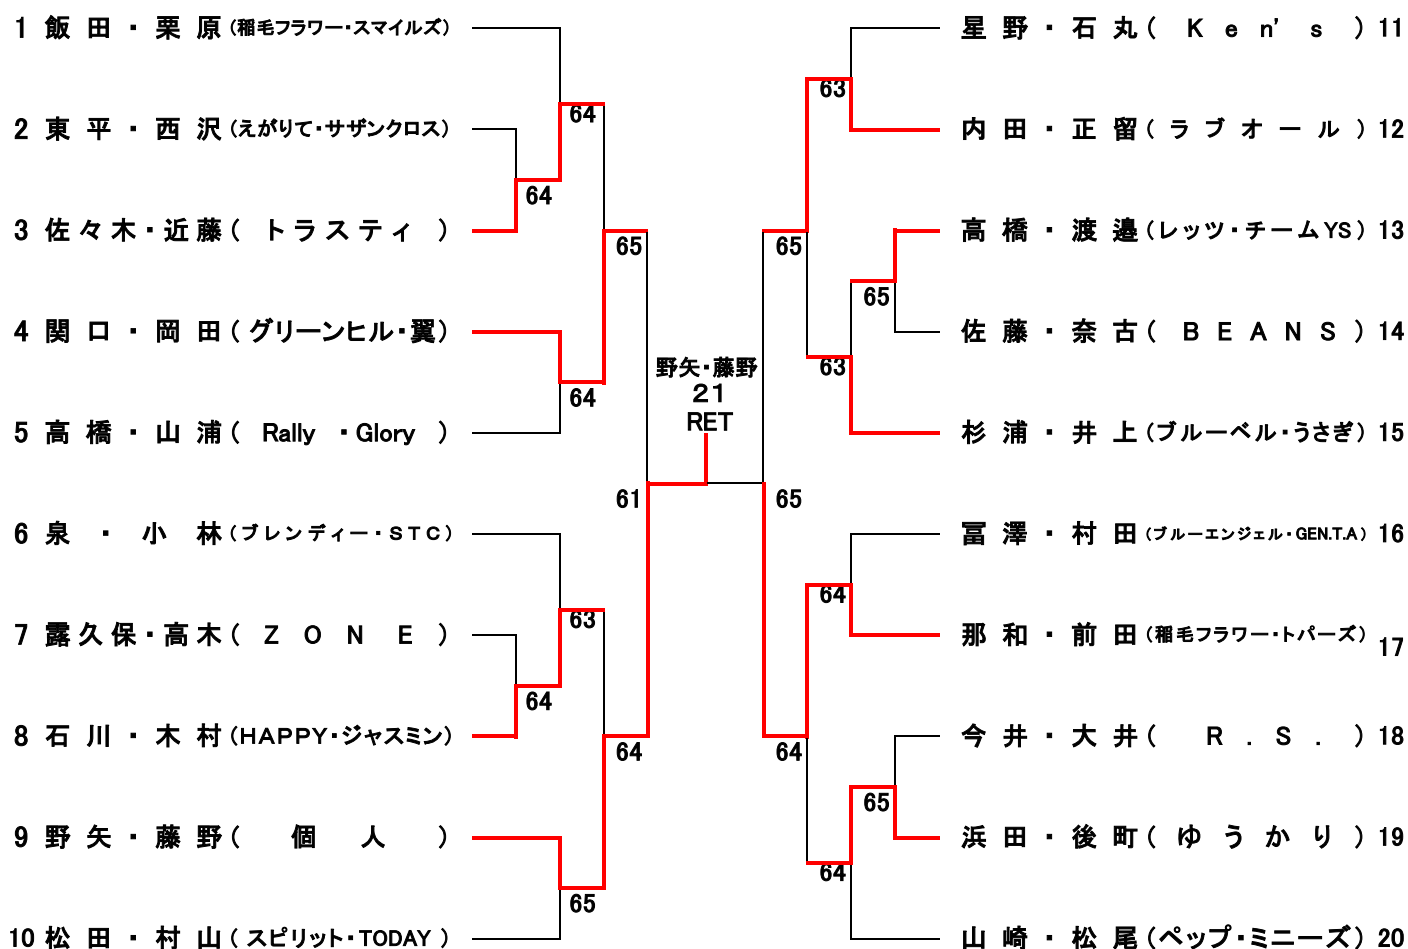 1 飯田・栗原(稲毛フラワー・スマイルズ)
64
2 東平・西沢(えがりて・サザンクロス)
64
3 佐々木・近藤(トラスティ)
65
4 関口・岡田(グリーンヒル・翼)
64
5 高橋・山浦(Rally・Glory)
61
6 泉・小林(ブレンディー・STC)
63
7 露久保・高木(ZONE)
64
8 石川・木村(HAPPY・ジャスミン)
64
9 野矢・藤野(個人)
65
10 松田・村山(スピリット・TODAY)
野矢・藤野
21
RET
星野・石丸(Ken's) 11
63
内田・正留(ラブオール) 12
65
高橋・渡邉(レッツ・チームYS) 13
65
佐藤・奈古(BEANS) 14
63
杉浦・井上(ブルーベル・うさぎ) 15
65
冨澤・村田(ブルーエンジェル・GEN.T.A) 16
64
那和・前田(稲毛フラワー・トパーズ) 17
64
今井・大井(R.S.) 18
65
浜田・後町(ゆうかり) 19
64
山崎・松尾(ペップ・ミニーズ) 20